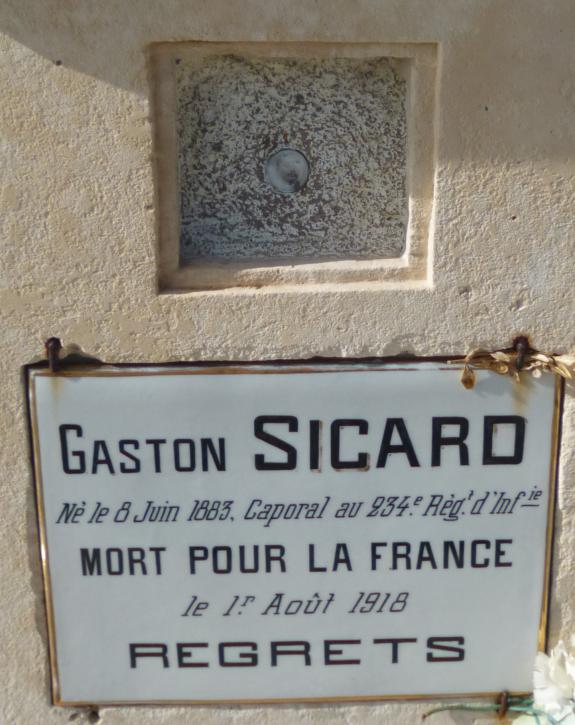 GASTON SICARD
Né le 8 Juin 1883, Caporal au 234.e Règ.t d'Inf.ie
MORT POUR LA FRANCE
le 1.r Août 1918
REGRETS